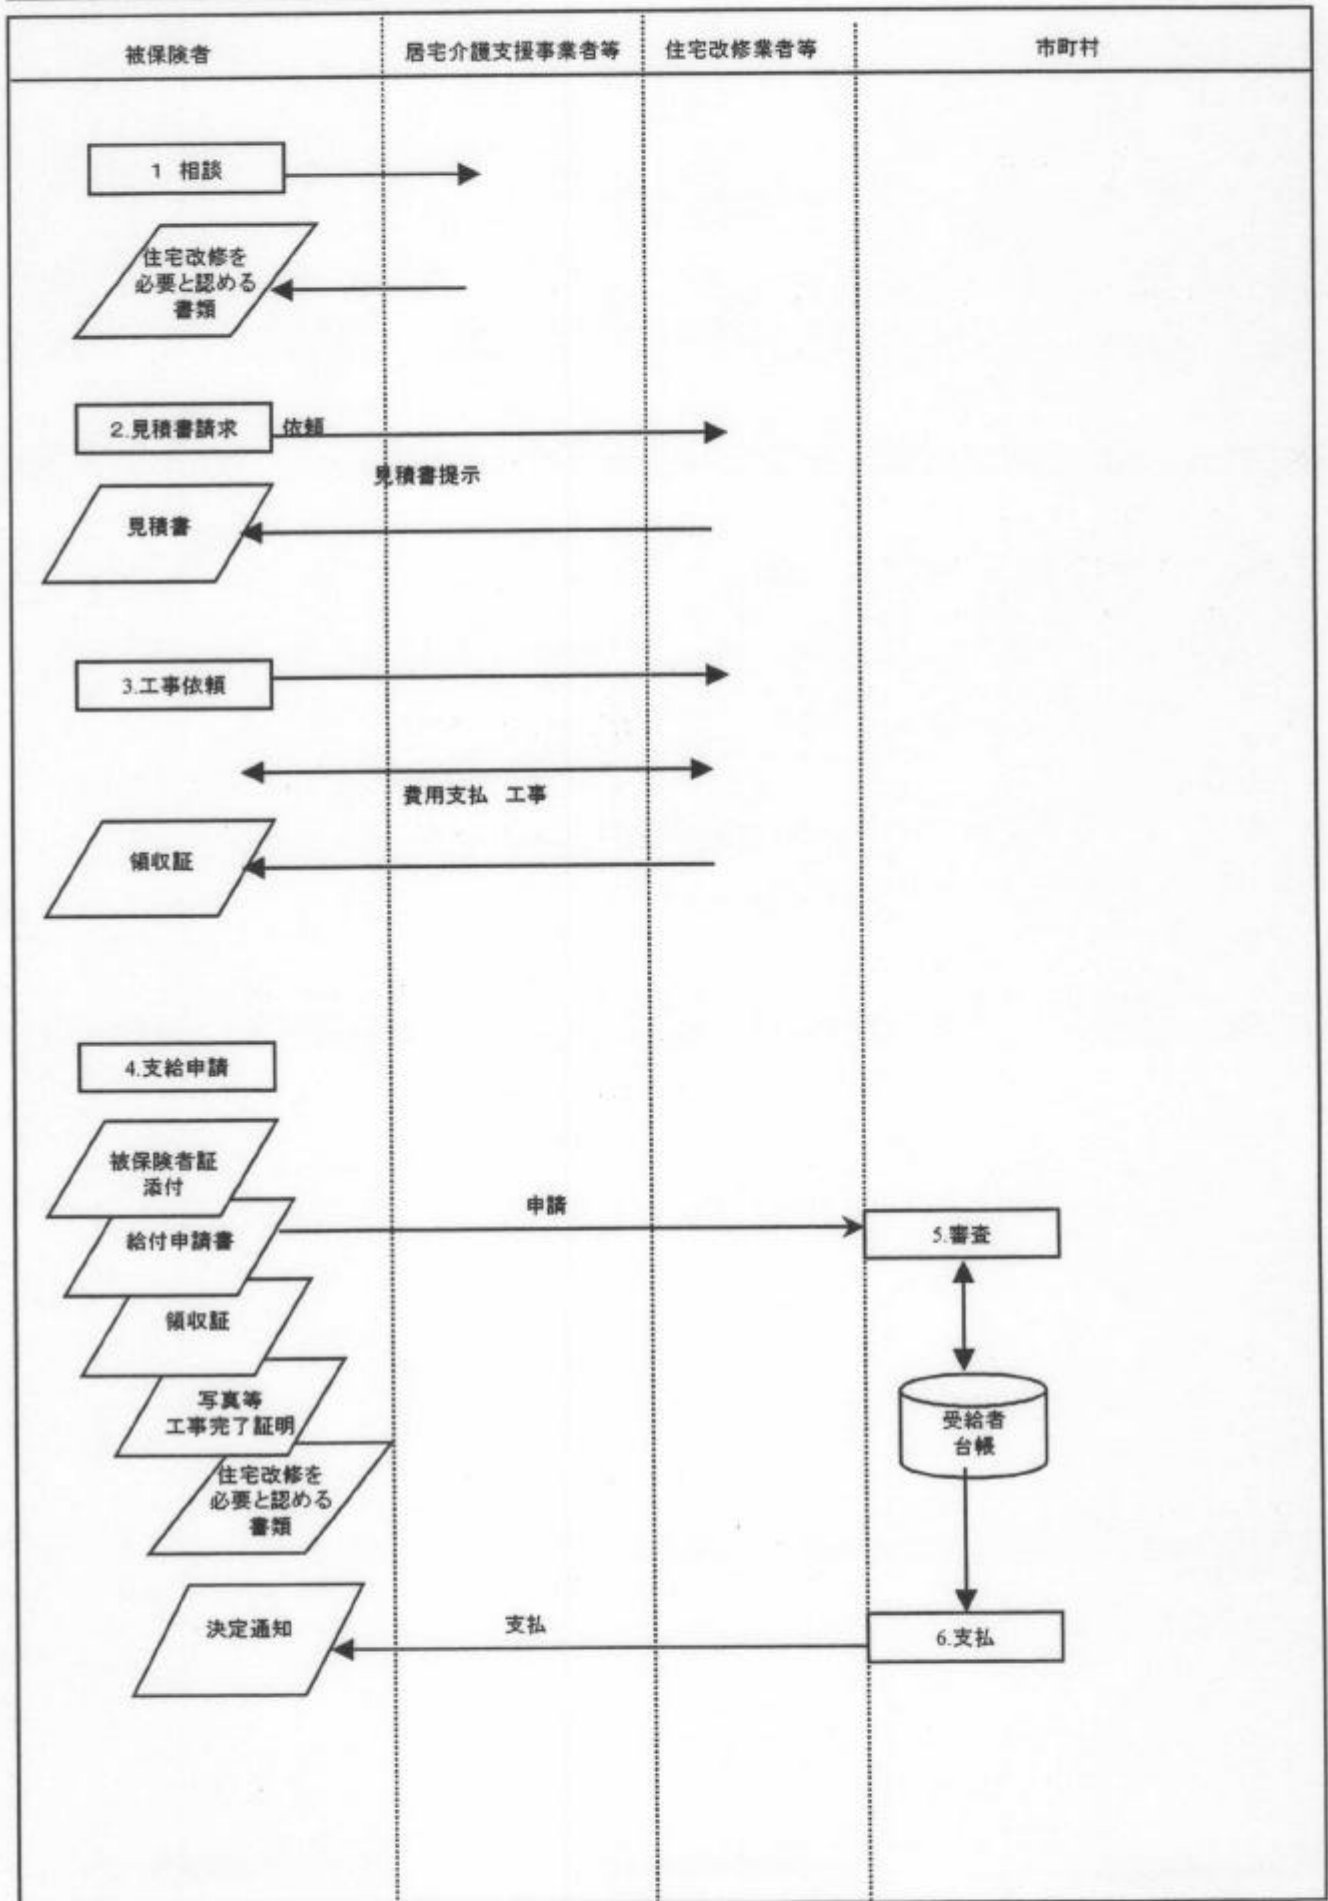 被保険者
居宅介護支援事業者等
住宅改修業者等
市町村
1 相談
住宅改修を
必要と認める
書類
2.見積書請求
依頼
見積書提示
見積書
3.工事依頼
費用支払 工事
領収証
4.支給申請
被保険者証
添付
申請
給付申請書
5.審査
領収証
写真等
工事完了証明
受給者
台帳
住宅改修を
必要と認める
書類
決定通知
支払
6.支払